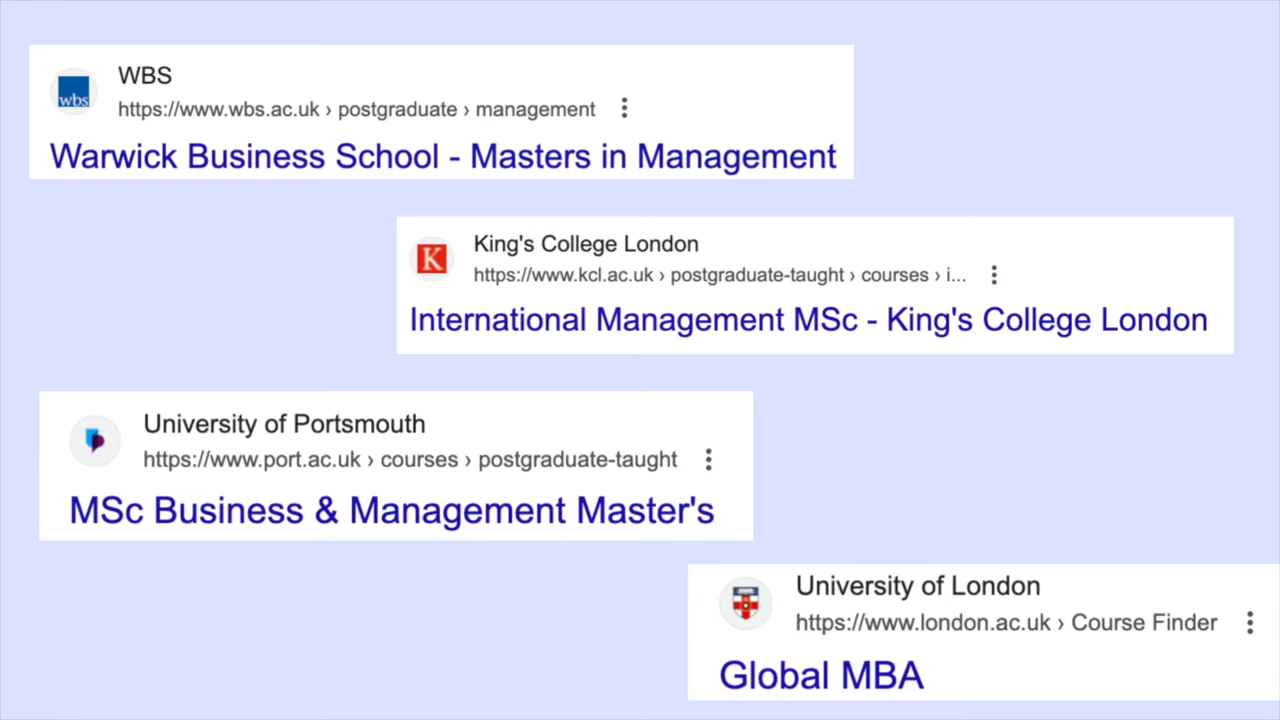 WBS
wbs
https://www.wbs.ac.uk › postgraduate › management
Warwick Business School - Masters in Management
King's College London
K
https://www.kcl.ac.uk › postgraduate-taught › courses › i...
International Management MSc - King's College London
University of Portsmouth
https://www.port.ac.uk › courses › postgraduate-taught
MSc Business & Management Master's
University of London
https://www.london.ac.uk › Course Finder
Global MBA